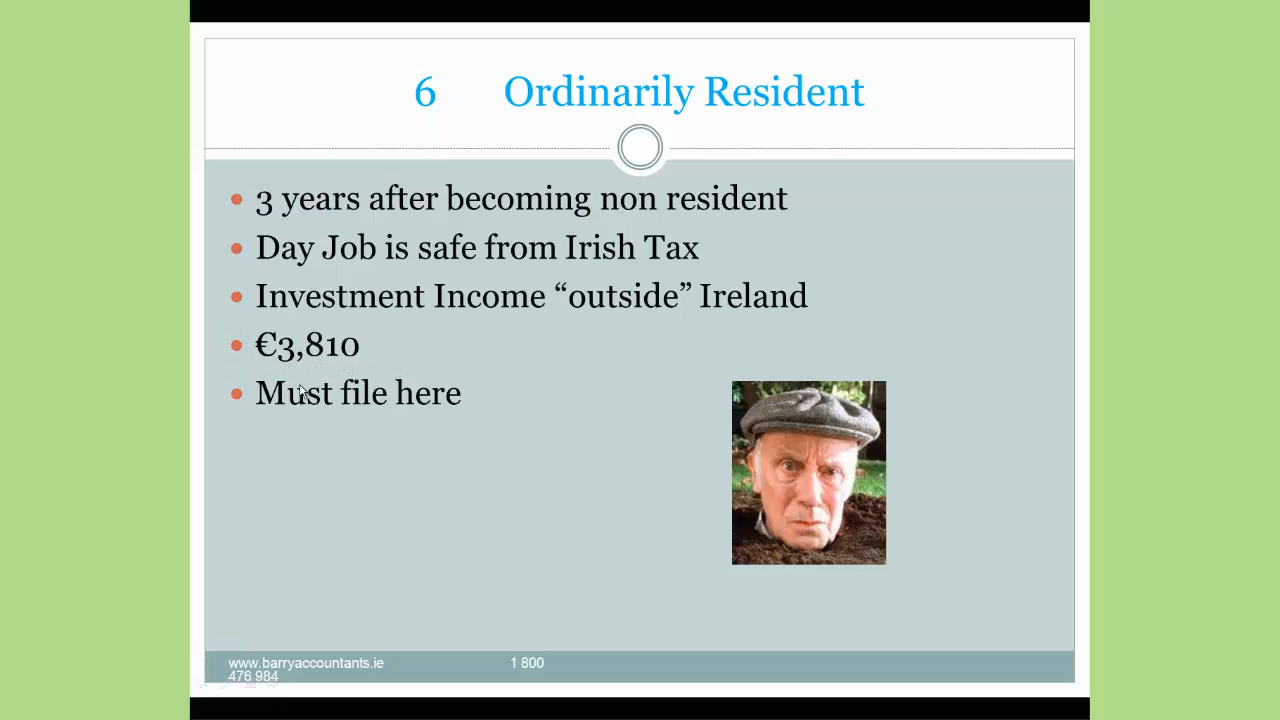 6 Ordinarily Resident
3 years after becoming non resident
Day Job is safe from Irish Tax
Investment Income “outside” Ireland
€3,810
Must file here
www.barryaccountants.ie 1 800
476 984